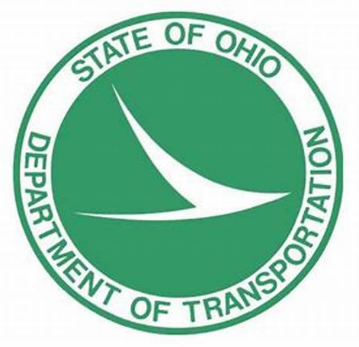 STATE OF OHIO
DEPARTMENT OF TRANSPORTATION